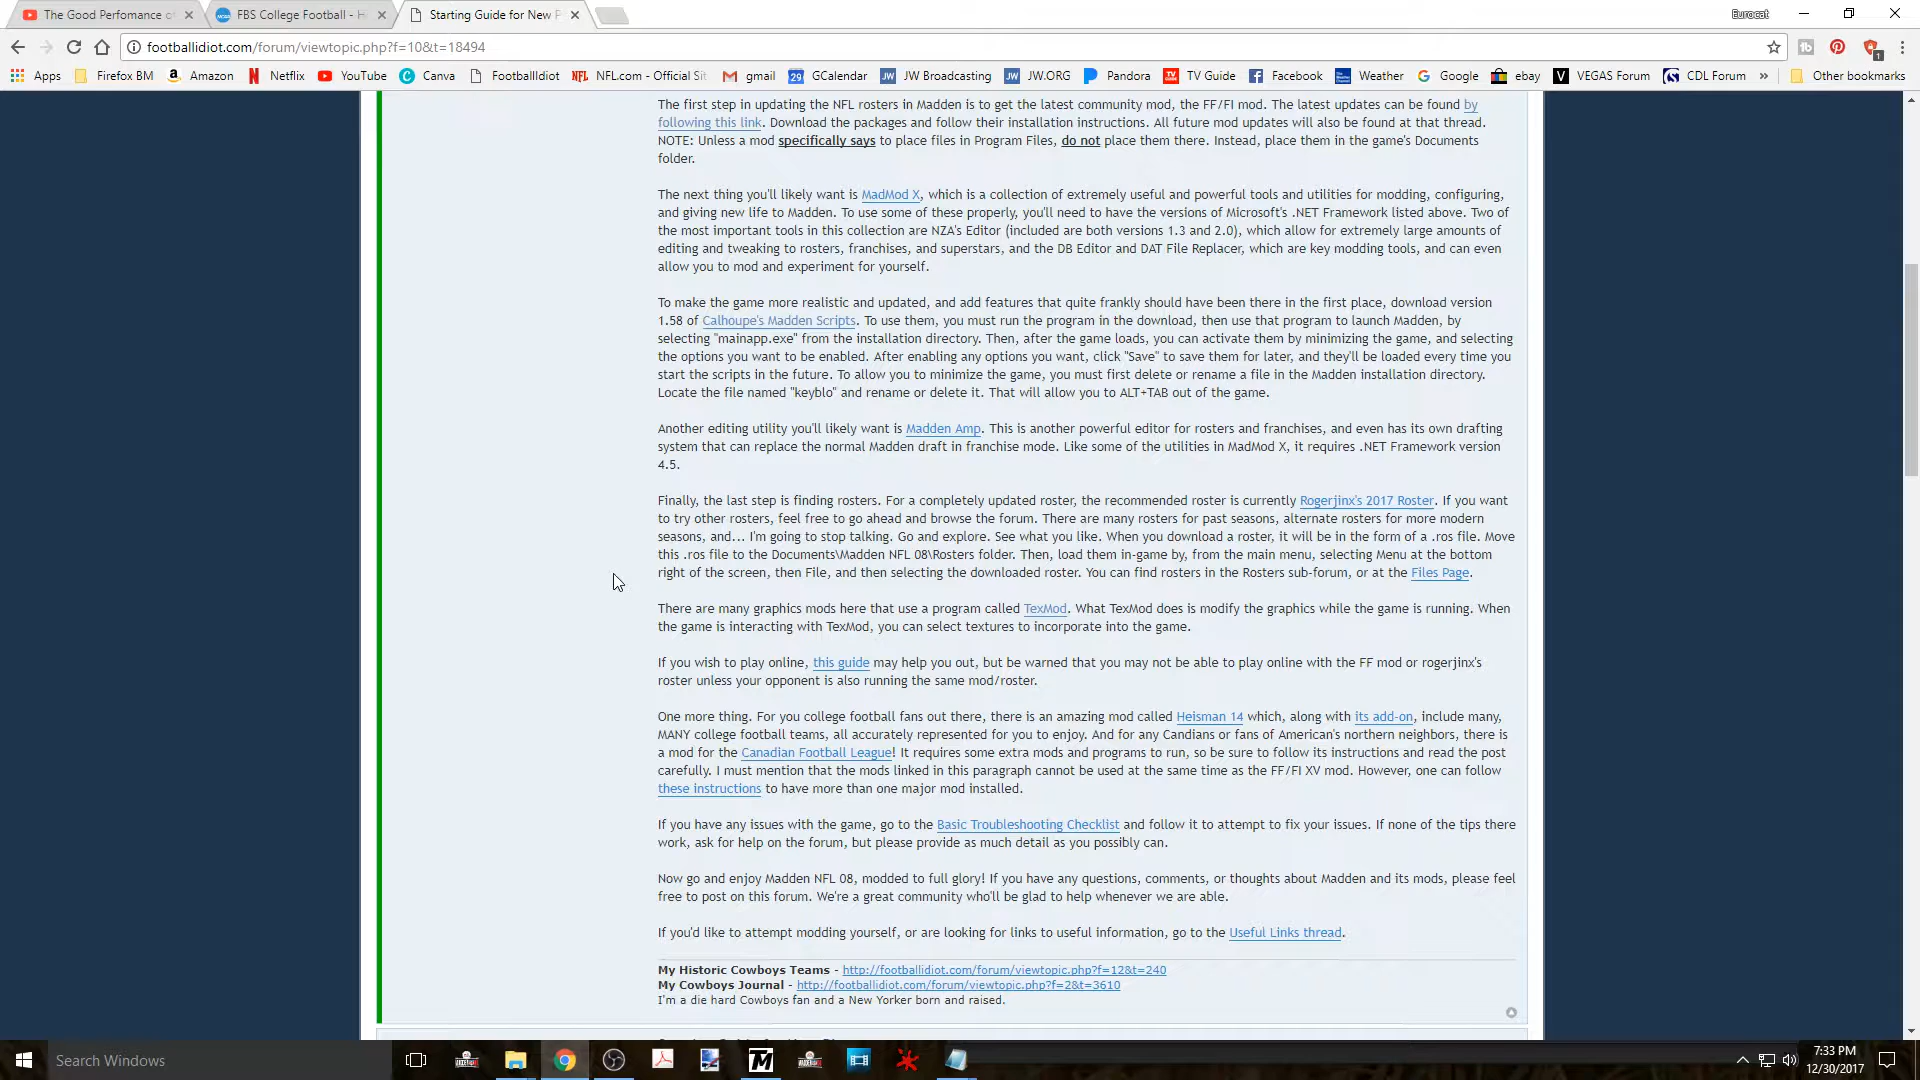 The Good Perfomance o
FBS College Football - H
Starting Guide for New P
Eurocat
footballidiot.com/forum/viewtopic.php?f=10&t=18494
Apps Firefox BM Amazon Netflix YouTube Canva FootballIdiot NFL.com - Official Sit gmail GCalendar JW Broadcasting JW.ORG Pandora TV Guide Facebook Weather Google ebay VEGAS Forum CDL Forum » Other bookmarks
The first step in updating the NFL rosters in Madden is to get the latest community mod, the FF/FI mod. The latest updates can be found by
following this link. Download the packages and follow their installation instructions. All future mod updates will also be found at that thread.
NOTE: Unless a mod specifically says to place files in Program Files, do not place them there. Instead, place them in the game's Documents
folder.
The next thing you'll likely want is MadMod X, which is a collection of extremely useful and powerful tools and utilities for modding, configuring,
and giving new life to Madden. To use some of these properly, you'll need to have the versions of Microsoft's .NET Framework listed above. Two of
the most important tools in this collection are NZA's Editor (included are both versions 1.3 and 2.0), which allow for extremely large amounts of
editing and tweaking to rosters, franchises, and superstars, and the DB Editor and DAT File Replacer, which are key modding tools, and can even
allow you to mod and experiment for yourself.
To make the game more realistic and updated, and add features that quite frankly should have been there in the first place, download version
1.58 of Calhoupe's Madden Scripts. To use them, you must run the program in the download, then use that program to launch Madden, by
selecting "mainapp.exe" from the installation directory. Then, after the game loads, you can activate them by minimizing the game, and selecting
the options you want to be enabled. After enabling any options you want, click "Save" to save them for later, and they'll be loaded every time you
start the scripts in the future. To allow you to minimize the game, you must first delete or rename a file in the Madden installation directory.
Locate the file named "keyblo" and rename or delete it. That will allow you to ALT+TAB out of the game.
Another editing utility you'll likely want is Madden Amp. This is another powerful editor for rosters and franchises, and even has its own drafting
system that can replace the normal Madden draft in franchise mode. Like some of the utilities in MadMod X, it requires .NET Framework version
4.5.
Finally, the last step is finding rosters. For a completely updated roster, the recommended roster is currently Rogerjinx's 2017 Roster. If you want
to try other rosters, feel free to go ahead and browse the forum. There are many rosters for past seasons, alternate rosters for more modern
seasons, and... I'm going to stop talking. Go and explore. See what you like. When you download a roster, it will be in the form of a .ros file. Move
this .ros file to the Documents\Madden NFL 08\Rosters folder. Then, load them in-game by, from the main menu, selecting Menu at the bottom
right of the screen, then File, and then selecting the downloaded roster. You can find rosters in the Rosters sub-forum, or at the Files Page.
There are many graphics mods here that use a program called TexMod. What TexMod does is modify the graphics while the game is running. When
the game is interacting with TexMod, you can select textures to incorporate into the game.
If you wish to play online, this guide may help you out, but be warned that you may not be able to play online with the FF mod or rogerjinx's
roster unless your opponent is also running the same mod/roster.
One more thing. For you college football fans out there, there is an amazing mod called Heisman 14 which, along with its add-on, include many,
MANY college football teams, all accurately represented for you to enjoy. And for any Candians or fans of American's northern neighbors, there is
a mod for the Canadian Football League! It requires some extra mods and programs to run, so be sure to follow its instructions and read the post
carefully. I must mention that the mods linked in this paragraph cannot be used at the same time as the FF/FI XV mod. However, one can follow
these instructions to have more than one major mod installed.
If you have any issues with the game, go to the Basic Troubleshooting Checklist and follow it to attempt to fix your issues. If none of the tips there
work, ask for help on the forum, but please provide as much detail as you possibly can.
Now go and enjoy Madden NFL 08, modded to full glory! If you have any questions, comments, or thoughts about Madden and its mods, please feel
free to post on this forum. We're a great community who'll be glad to help whenever we are able.
If you'd like to attempt modding yourself, or are looking for links to useful information, go to the Useful Links thread.
My Historic Cowboys Teams - http://footballidiot.com/forum/viewtopic.php?f=12&t=240
My Cowboys Journal - http://footballidiot.com/forum/viewtopic.php?f=2&t=3610
I'm a die hard Cowboys fan and a New Yorker born and raised.
Search Windows
7:33 PM
12/30/2017